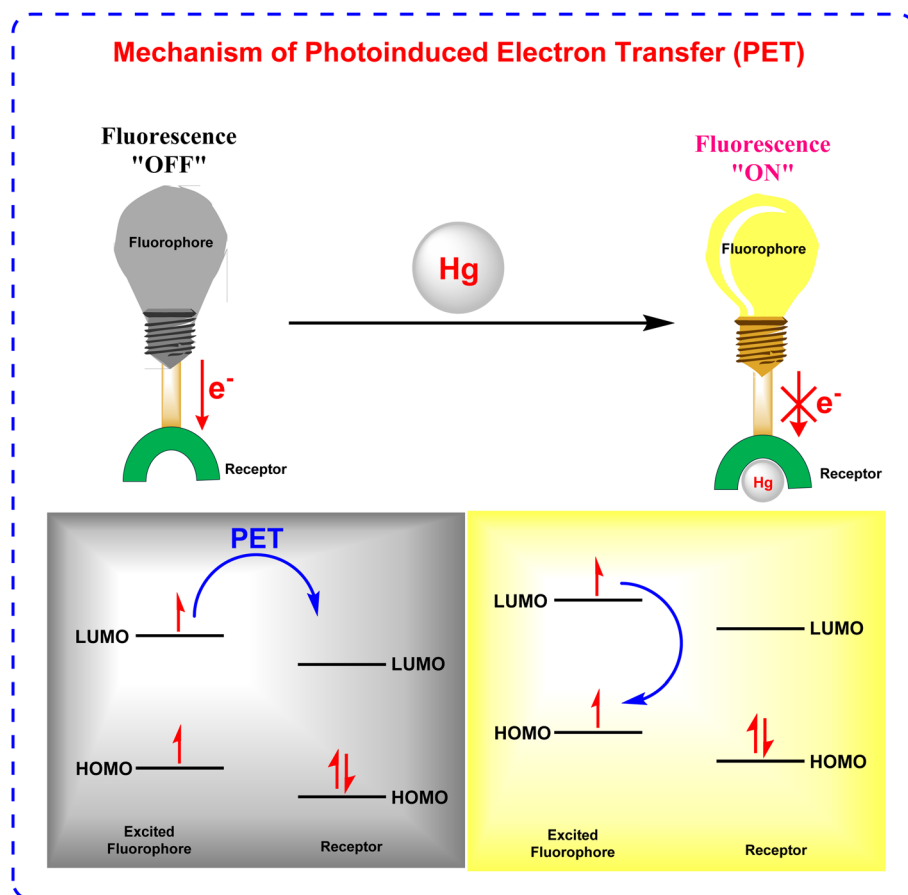 Mechanism of Photoinduced Electron Transfer (PET)
Fluorescence
"OFF"
Fluorescence
"ON"
Fluorophore
Hg
Fluorophore
e-
e-
Receptor
Hg
Receptor
PET
LUMO
LUMO
HOMO
HOMO
Excited
Fluorophore
Receptor
LUMO
LUMO
HOMO
HOMO
Excited
Fluorophore
Receptor